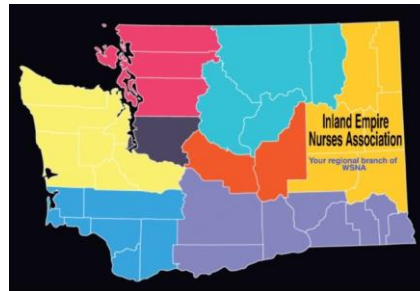 Inland Empire
Nurses Association
Your regional branch of
WSNA